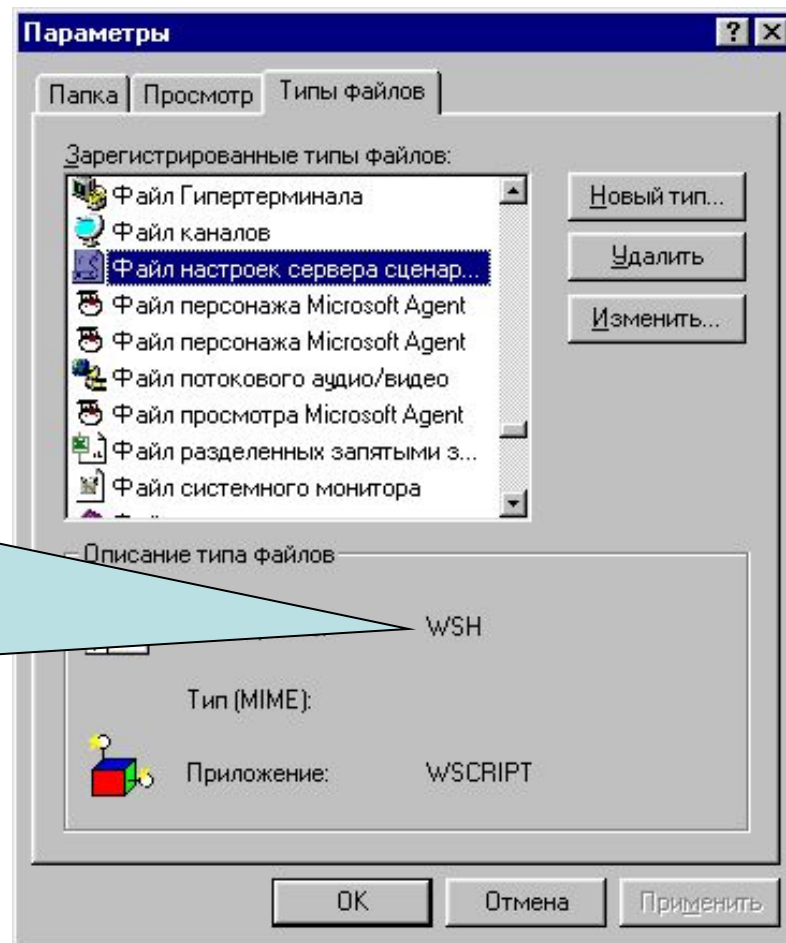 Параметры
Папка Просмотр Типы файлов
Зарегистрированные типы файлов:
Файл Гипертерминала
Файл каналов
Файл настроек сервера сценар...
Файл персонажа Microsoft Agent
Файл персонажа Microsoft Agent
Файл потокового аудио/видео
Файл просмотра Microsoft Agent
Файл разделенных запятыми з...
Файл системного монитора
Новый тип...
Удалить
Изменить...
Описание типа файлов
WSH
Тип (MIME):
Приложение: WSCRIPT
OK Отмена Применить